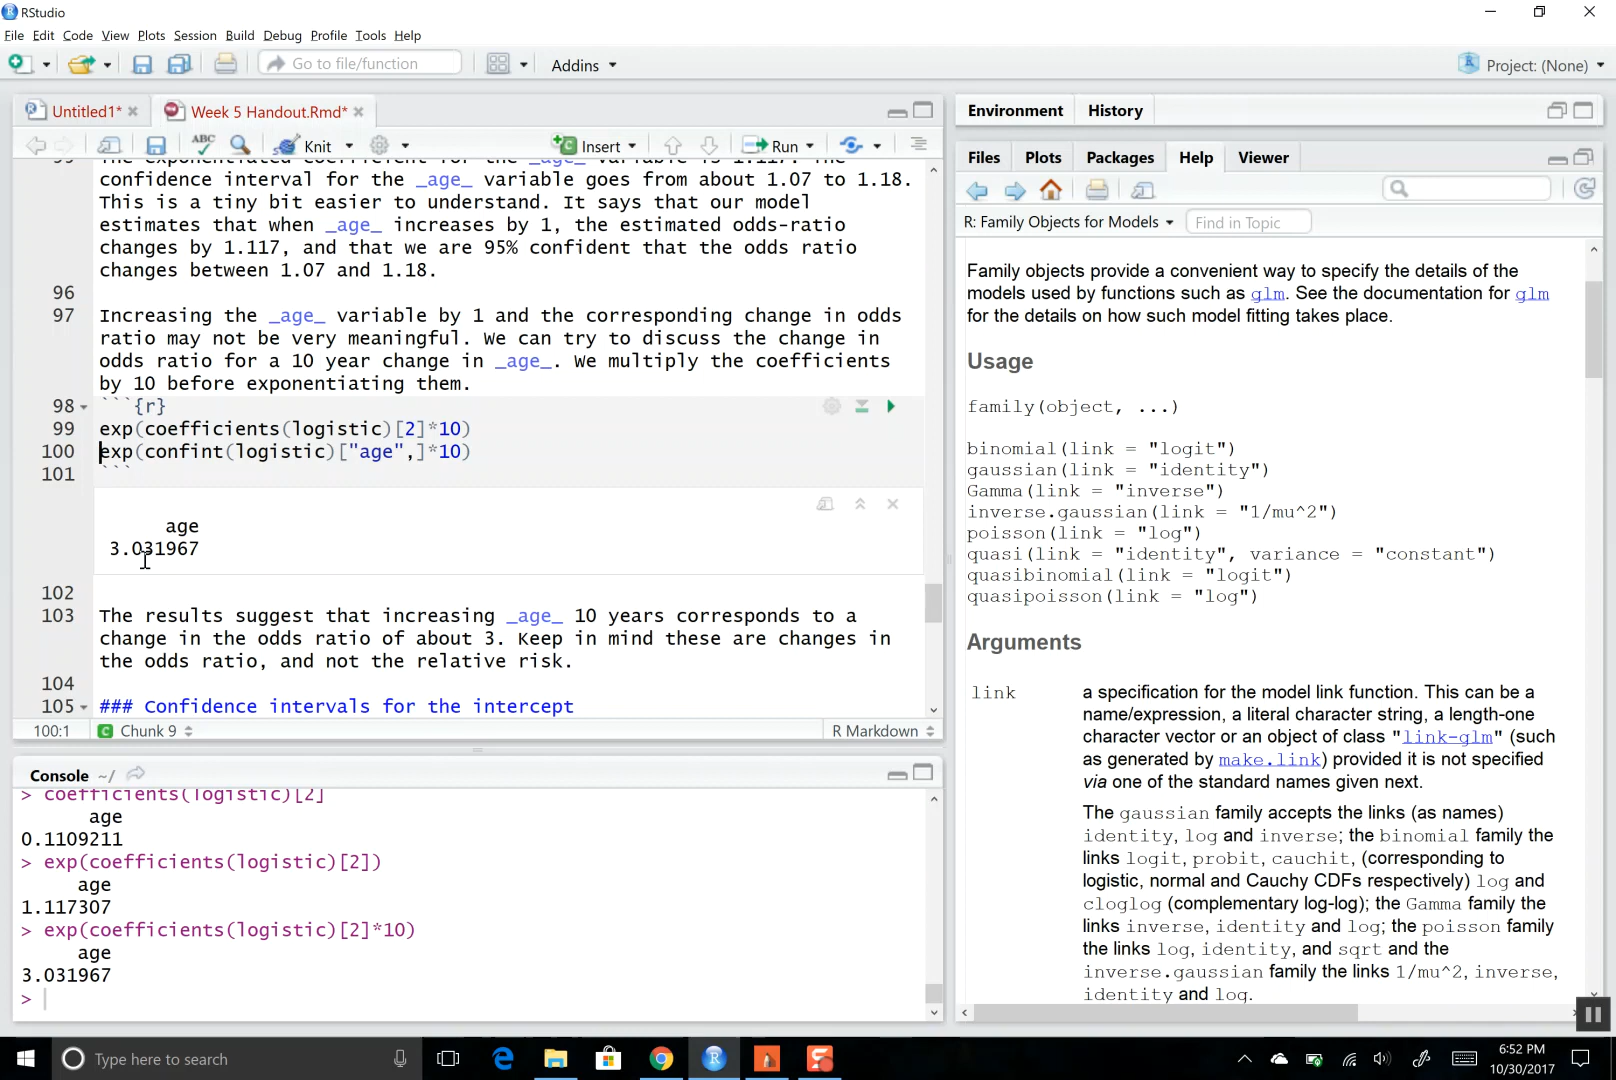 RStudio
File Edit Code View Plots Session Build Debug Profile Tools Help
Go to file/function
Addins
Project: (None)
Untitled1*
Week 5 Handout.Rmd*
ABC
Knit
Insert
Run
confidence interval for the _age_ variable goes from about 1.07 to 1.18.
This is a tiny bit easier to understand. It says that our model
estimates that when _age_ increases by 1, the estimated odds-ratio
changes by 1.117, and that we are 95% confident that the odds ratio
changes between 1.07 and 1.18.
96
97 Increasing the _age_ variable by 1 and the corresponding change in odds
ratio may not be very meaningful. We can try to discuss the change in
odds ratio for a 10 year change in _age_. We multiply the coefficients
by 10 before exponentiating them.
98 ```{r}
99 exp(coefficients(logistic)[2]*10)
100 exp(confint(logistic)["age",]*10)
101 ```
age
3.031967
102
103 The results suggest that increasing _age_ 10 years corresponds to a
change in the odds ratio of about 3. Keep in mind these are changes in
the odds ratio, and not the relative risk.
104
105 ### Confidence intervals for the intercept
100:1
C Chunk 9
R Markdown
Console ~/
> coefficients(logistic)[2]
age
0.1109211
> exp(coefficients(logistic)[2])
age
1.117307
> exp(coefficients(logistic)[2]*10)
age
3.031967
>
Environment History
Files Plots Packages Help Viewer
R: Family Objects for Models
Find in Topic
Family objects provide a convenient way to specify the details of the
models used by functions such as glm. See the documentation for glm
for the details on how such model fitting takes place.
Usage
family(object, ...)
binomial(link = "logit")
gaussian(link = "identity")
Gamma(link = "inverse")
inverse.gaussian(link = "1/mu^2")
poisson(link = "log")
quasi(link = "identity", variance = "constant")
quasibinomial(link = "logit")
quasipoisson(link = "log")
Arguments
link a specification for the model link function. This can be a
name/expression, a literal character string, a length-one
character vector or an object of class "link-glm" (such
as generated by make.link) provided it is not specified
via one of the standard names given next.
The gaussian family accepts the links (as names)
identity, log and inverse; the binomial family the
links logit, probit, cauchit, (corresponding to
logistic, normal and Cauchy CDFs respectively) log and
cloglog (complementary log-log); the Gamma family the
links inverse, identity and log; the poisson family
the links log, identity, and sqrt and the
inverse.gaussian family the links 1/mu^2, inverse,
identity and log.
Type here to search
6:52 PM
10/30/2017